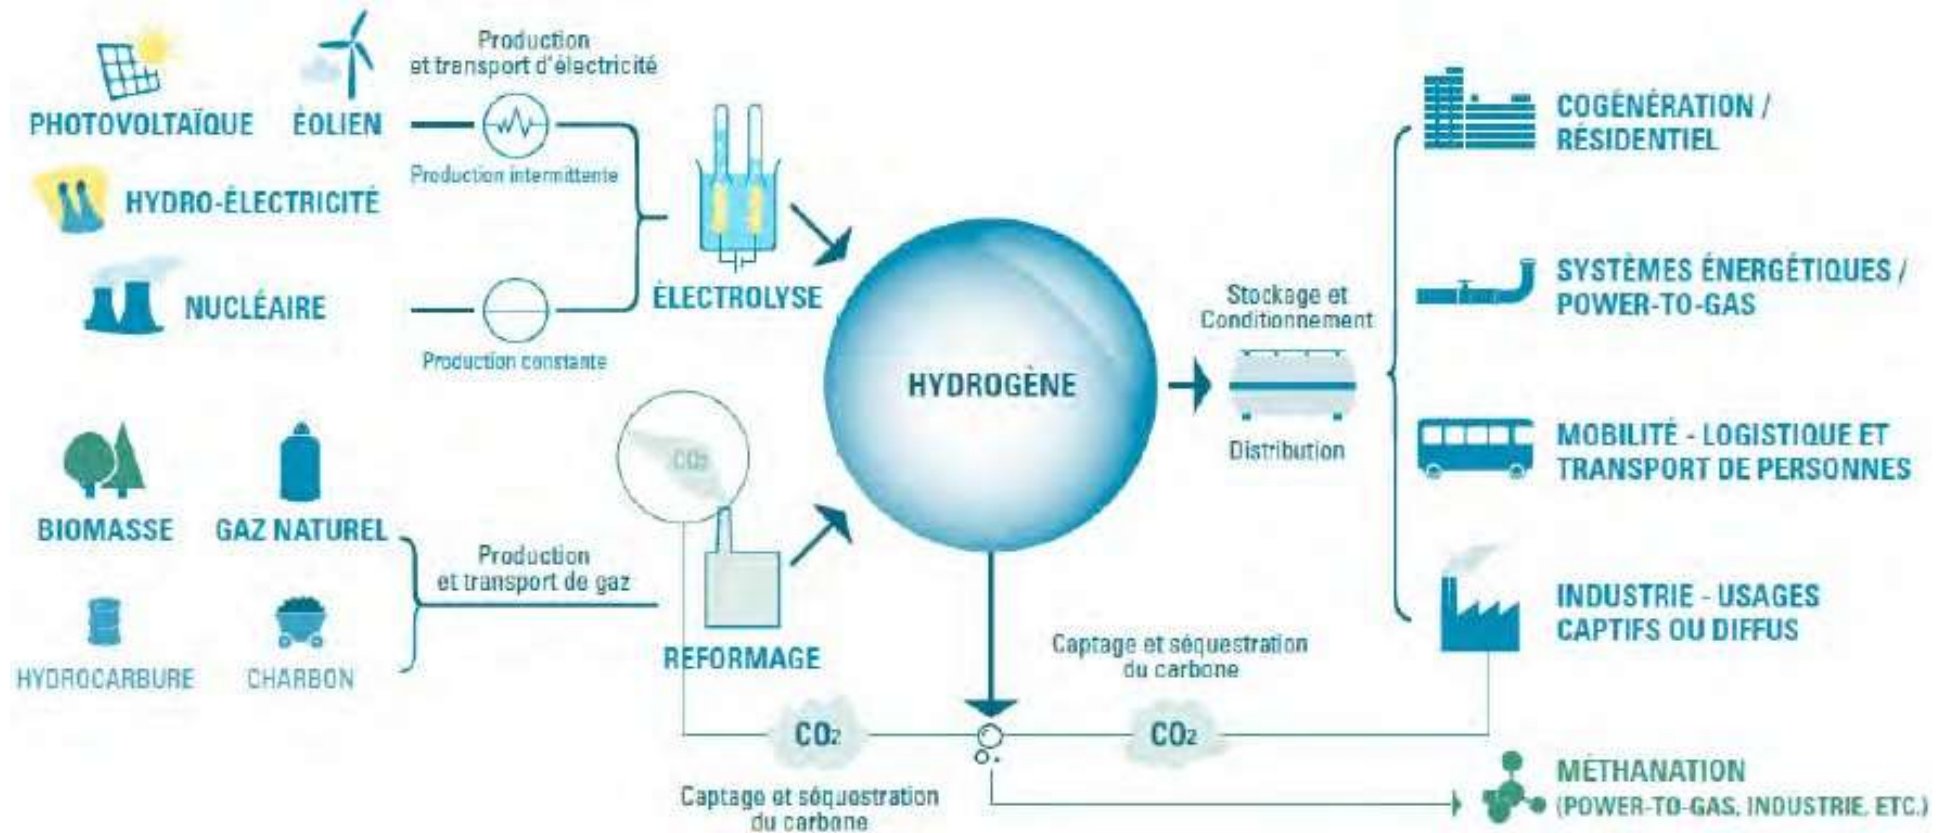 Production
et transport d'électricité
PHOTOVOLTAÏQUE
ÉOLIEN
Production intermittente
HYDRO-ÉLECTRICITÉ
NUCLÉAIRE
Production constante
ÉLECTROLYSE
BIOMASSE
GAZ NATUREL
Production
et transport de gaz
HYDROCARBURE
CHARBON
CO2
REFORMAGE
HYDROGÈNE
Stockage et
Conditionnement
Distribution
COGÉNÉRATION /
RÉSIDENTIEL
SYSTÈMES ÉNERGÉTIQUES /
POWER-TO-GAS
MOBILITÉ - LOGISTIQUE ET
TRANSPORT DE PERSONNES
INDUSTRIE - USAGES
CAPTIFS OU DIFFUS
Captage et séquestration
du carbone
CO2
CO2
Captage et séquestration
du carbone
MÉTHANATION
(POWER-TO-GAS, INDUSTRIE, ETC.)